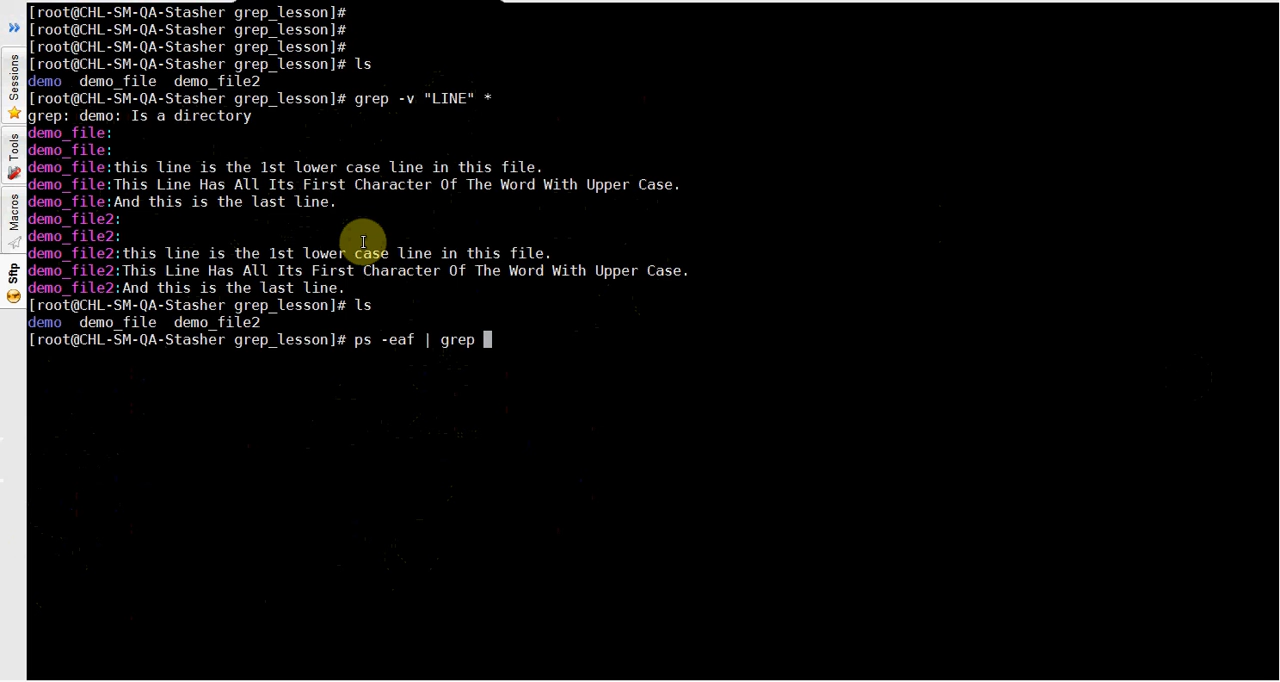 [root@CHL-SM-QA-Stasher grep_lesson]#
[root@CHL-SM-QA-Stasher grep_lesson]#
[root@CHL-SM-QA-Stasher grep_lesson]#
[root@CHL-SM-QA-Stasher grep_lesson]# ls
demo  demo_file  demo_file2
[root@CHL-SM-QA-Stasher grep_lesson]# grep -v "LINE" *
grep: demo: Is a directory
demo_file:
demo_file:
demo_file:this line is the 1st lower case line in this file.
demo_file:This Line Has All Its First Character Of The Word With Upper Case.
demo_file:And this is the last line.
demo_file2:
demo_file2:
demo_file2:this line is the 1st lower case line in this file.
demo_file2:This Line Has All Its First Character Of The Word With Upper Case.
demo_file2:And this is the last line.
[root@CHL-SM-QA-Stasher grep_lesson]# ls
demo  demo_file  demo_file2
[root@CHL-SM-QA-Stasher grep_lesson]# ps -eaf | grep
Sessions
Tools
Macros
Sftp